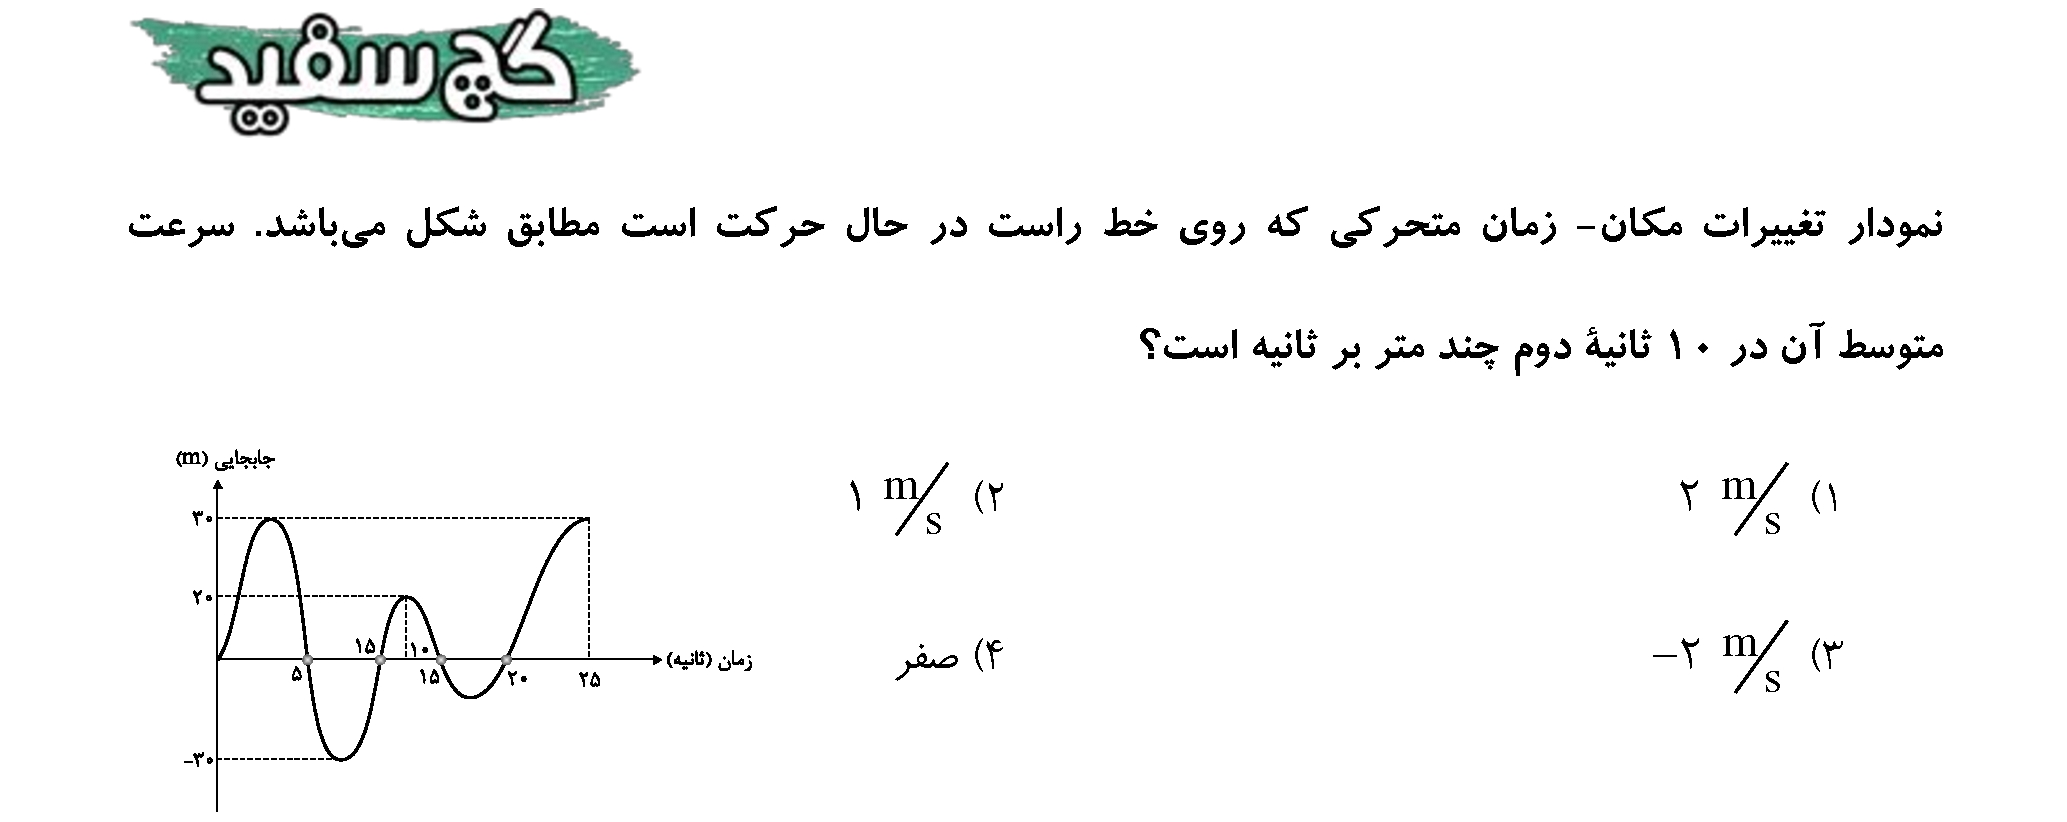 گچ سفید
نمودار تغییرات مکان- زمان متحرکی که روی خط راست در حال حرکت است مطابق شکل می‌باشد. سرعت
متوسط آن در ۱۰ ثانیهٔ دوم چند متر بر ثانیه است؟
۱) ۲ m/s
۲) ۱ m/s
۳) −۲ m/s
۴) صفر
جابجایی (m)
۳۰
۲۰
۱۵ ۱۰
زمان (ثانیه)
۵ ۱۵ ۲۰ ۲۵
−۳۰